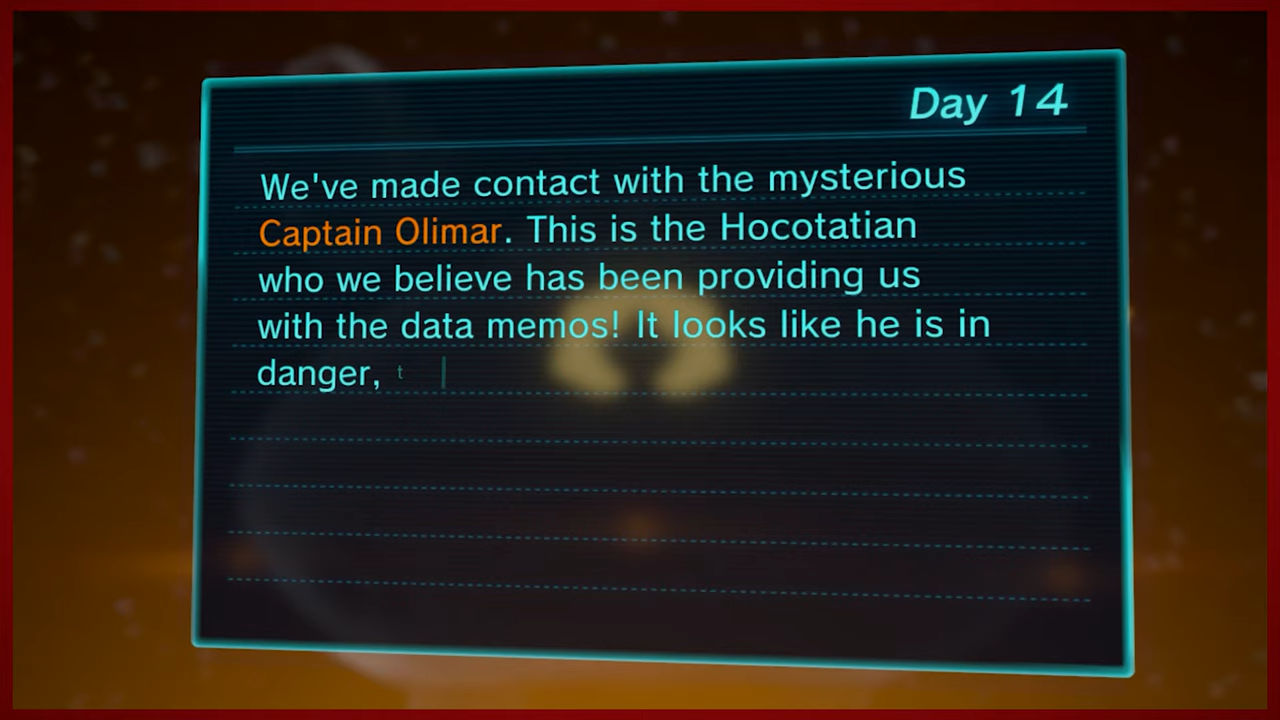 Day 14
We've made contact with the mysterious
Captain Olimar. This is the Hocotatian
who we believe has been providing us
with the data memos! It looks like he is in
danger, t